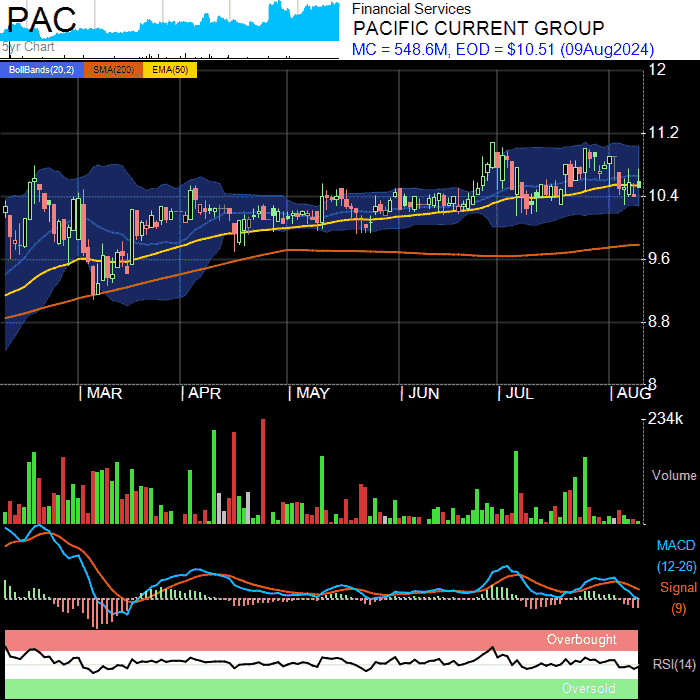 PAC
5yr Chart
Financial Services
PACIFIC CURRENT GROUP
MC = 548.6M, EOD = $10.51 (09Aug2024)
BollBands(20,2) SMA(200) EMA(50)
12
11.2
10.4
9.6
8.8
8
MAR APR MAY JUN JUL AUG
234k
Volume
MACD
(12-26)
Signal
(9)
Overbought
RSI(14)
Oversold